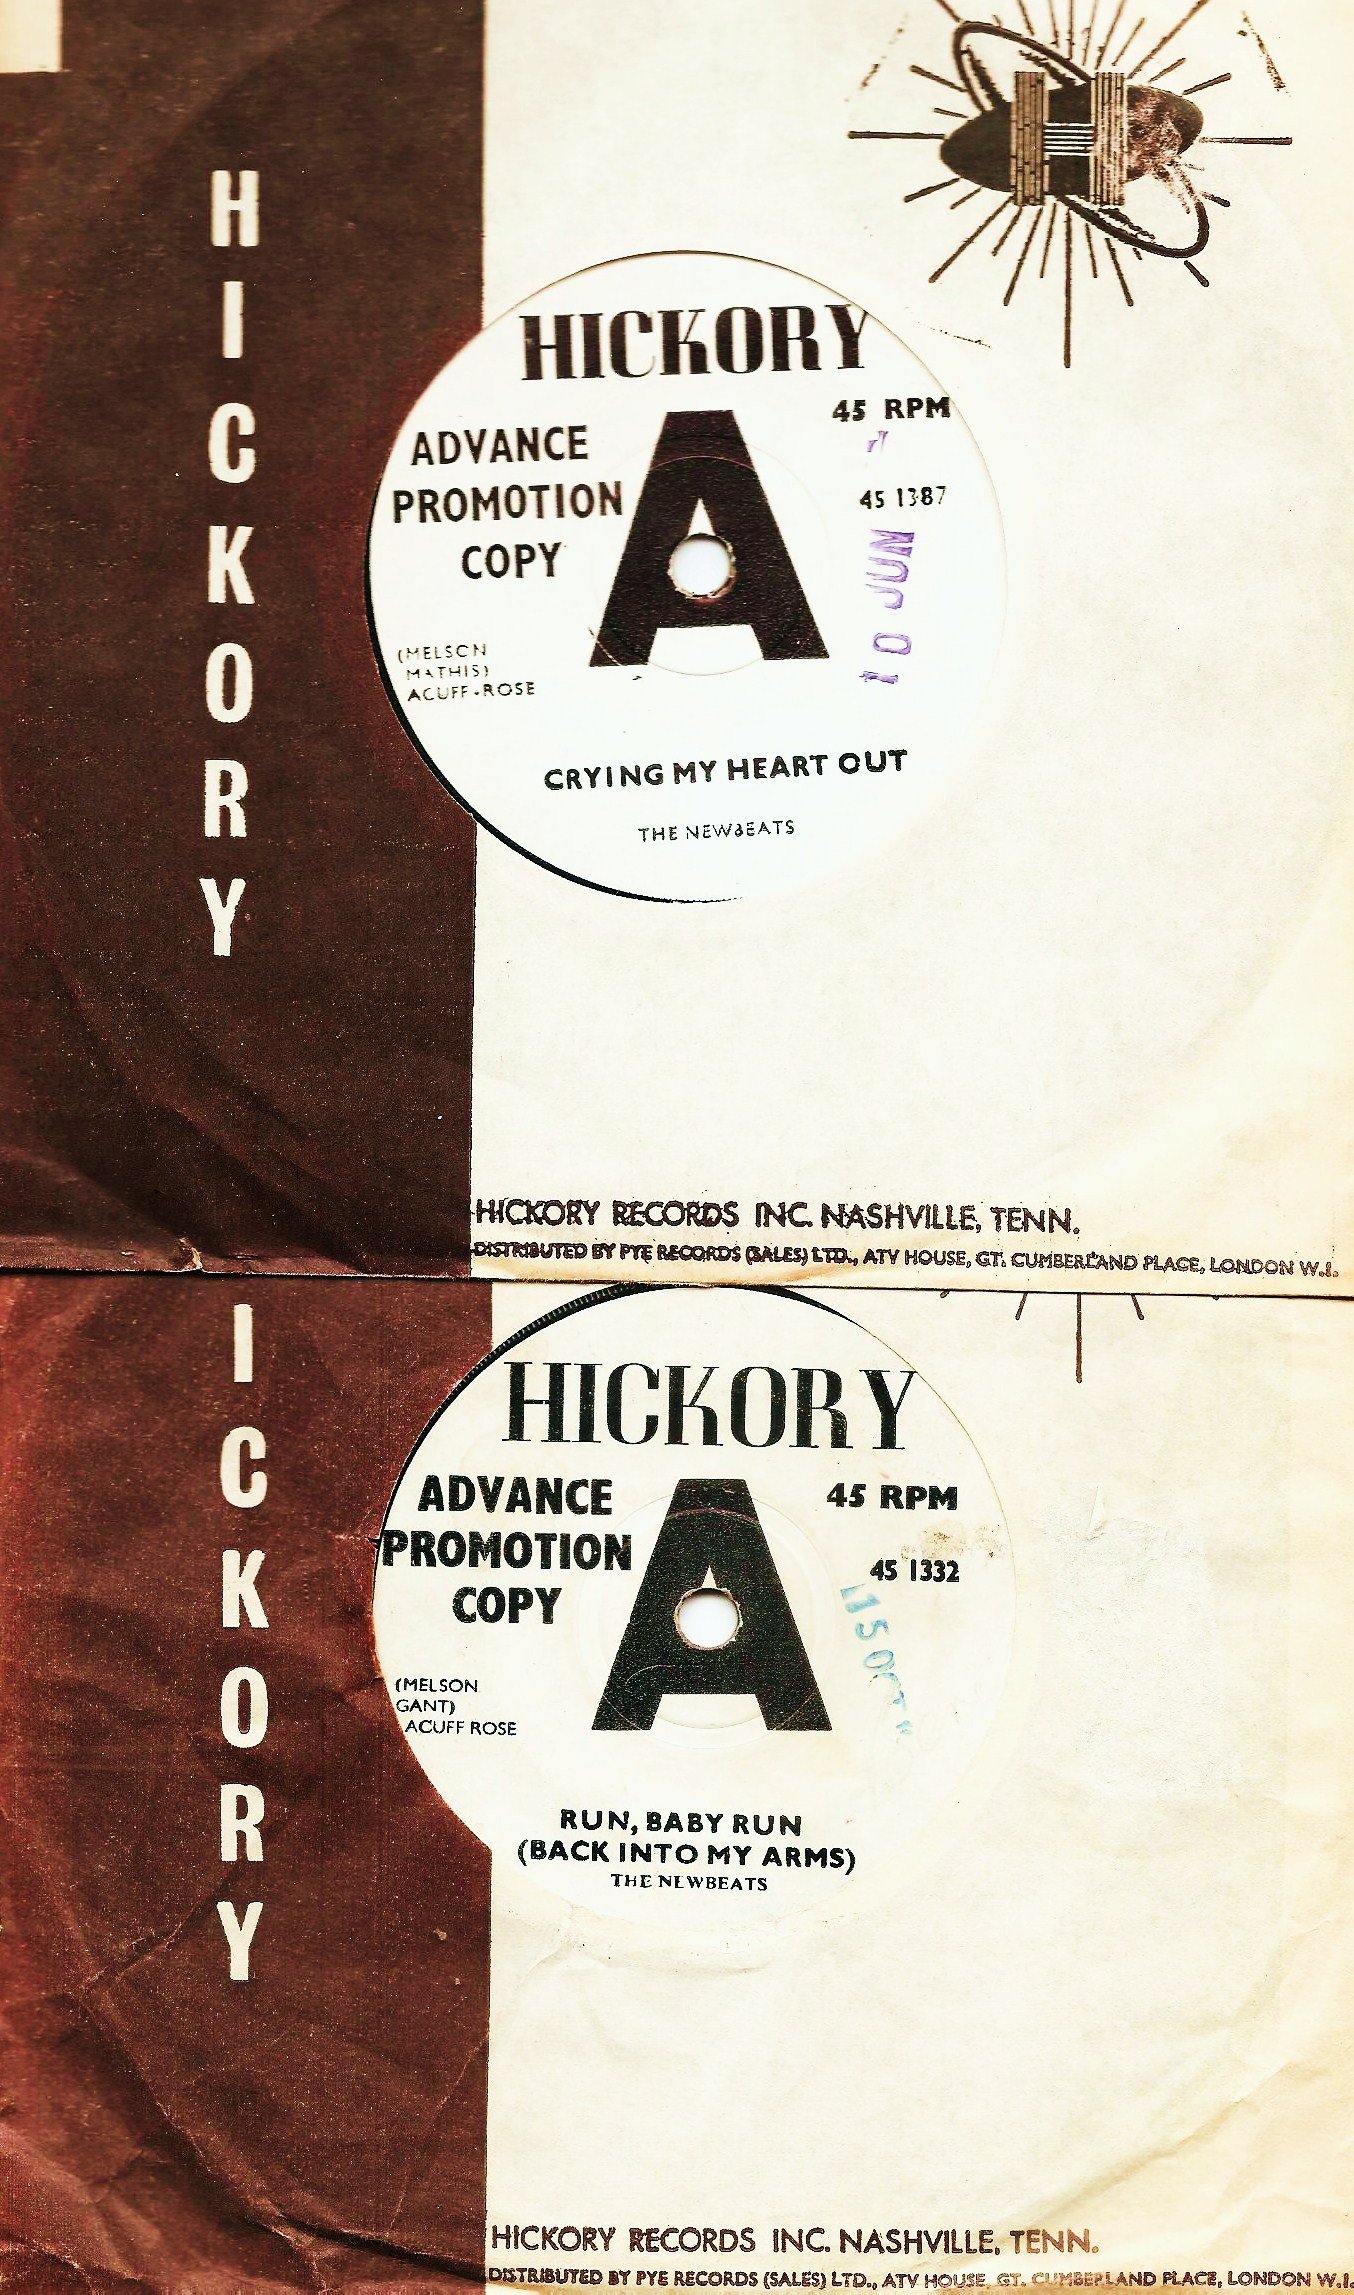 HICKORY
HICKORY
45 RPM
ADVANCE
PROMOTION
COPY
A
45 1387
10 JUN
(MELSON
MATHIS)
ACUFF-ROSE
CRYING MY HEART OUT
THE NEWBEATS
HICKORY RECORDS INC. NASHVILLE, TENN.
DISTRIBUTED BY PYE RECORDS (SALES) LTD., ATV HOUSE, GT. CUMBERLAND PLACE, LONDON W.I.
ICKORY
HICKORY
45 RPM
ADVANCE
PROMOTION
COPY
A
45 1332
15 OCT
(MELSON
GANT)
ACUFF ROSE
RUN, BABY RUN
(BACK INTO MY ARMS)
THE NEWBEATS
HICKORY RECORDS INC. NASHVILLE, TENN.
DISTRIBUTED BY PYE RECORDS (SALES) LTD., ATV HOUSE, GT. CUMBERLAND PLACE, LONDON W.I.